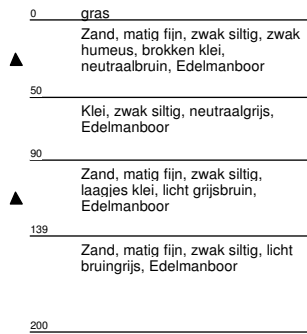 0 gras
Zand, matig fijn, zwak siltig, zwak
humeus, brokken klei,
neutraalbruin, Edelmanboor
50
Klei, zwak siltig, neutraalgrijs,
Edelmanboor
90
Zand, matig fijn, zwak siltig,
laagjes klei, licht grijsbruin,
Edelmanboor
139
Zand, matig fijn, zwak siltig, licht
bruingrijs, Edelmanboor
200